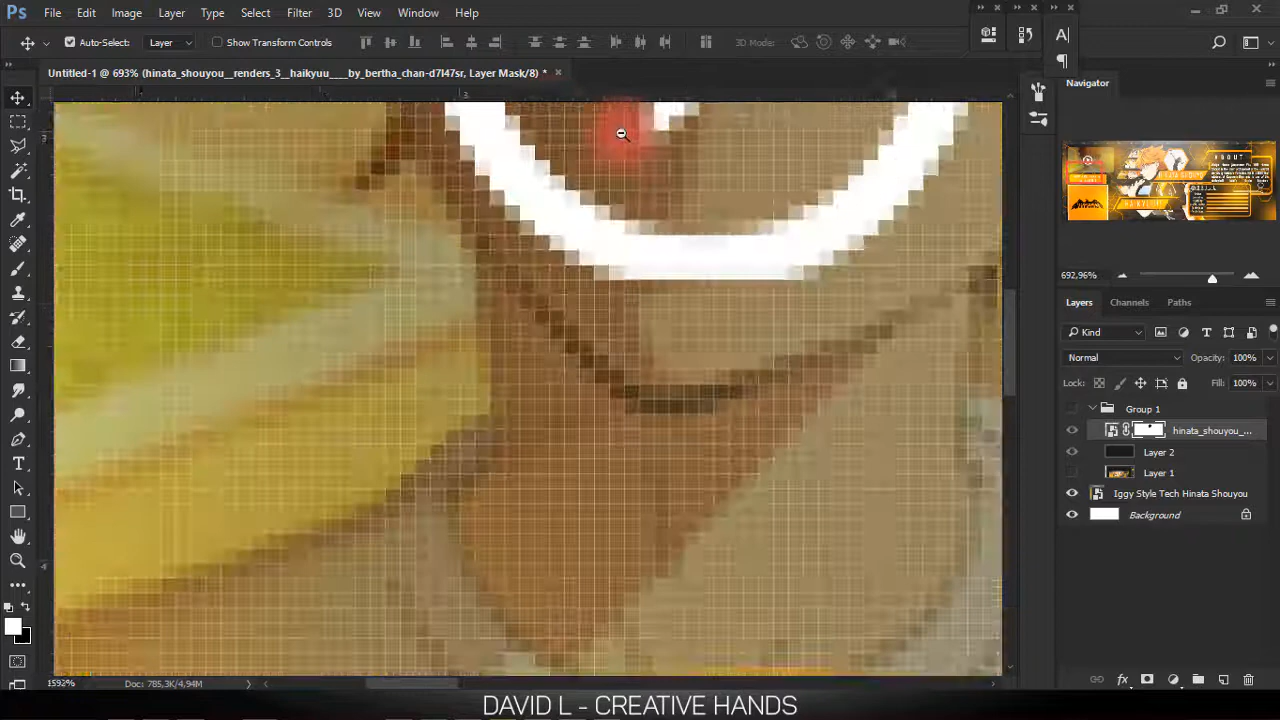 Ps File Edit Image Layer Type Select Filter 3D View Window Help
Auto-Select: Layer Show Transform Controls 3D Mode:
Untitled-1 @ 693% (hinata_shouyou__renders_3__haikyuu____by_bertha_chan-d7l47sr, Layer Mask/8) *
Navigator
ABOUT
692,96%
Layers Channels Paths
Kind
Normal Opacity: 100%
Lock: Fill: 100%
Group 1
hinata_shouyou_...
Layer 2
Layer 1
Iggy Style Tech Hinata Shouyou
Background
1592% Doc: 785,3K/4,94M
DAVID L - CREATIVE HANDS